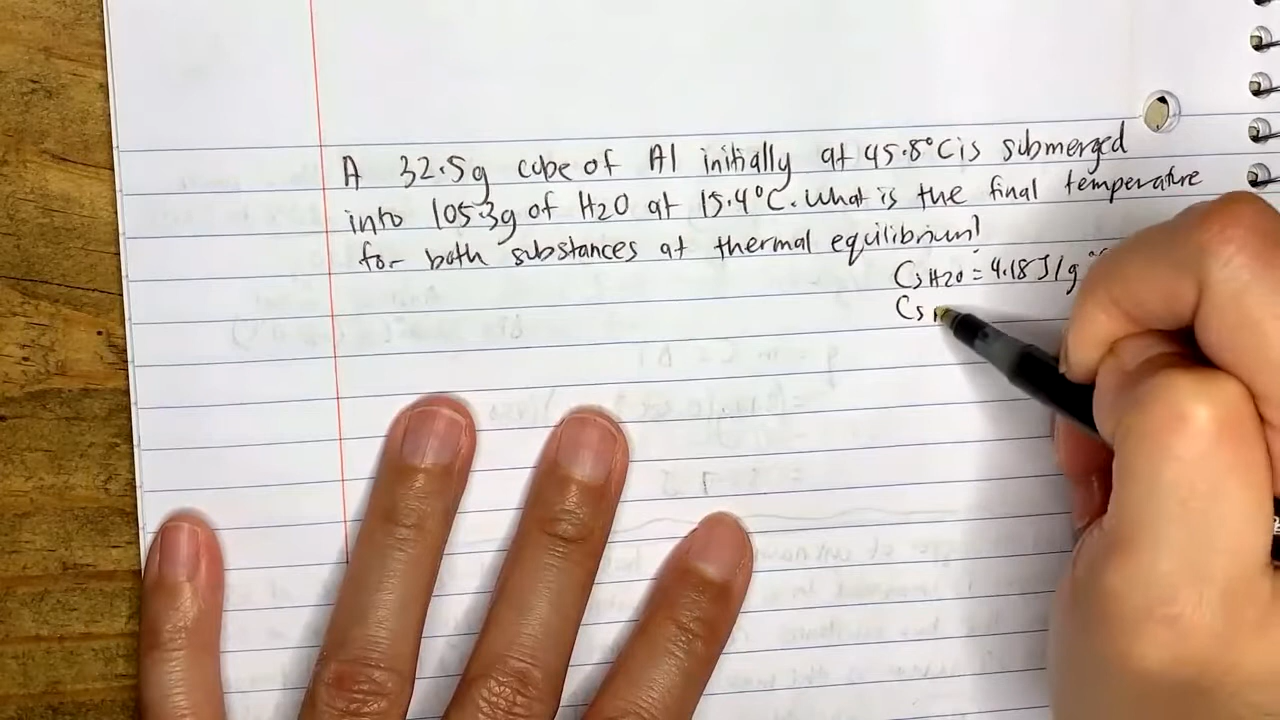 A 32.5g cube of Al initially at 45.8°C is submerged
into 105.3g of H2O at 15.4°C. What is the final temperature
for both substances at thermal equilibrium?
Cs H2O = 4.18 J/g °C
Cs